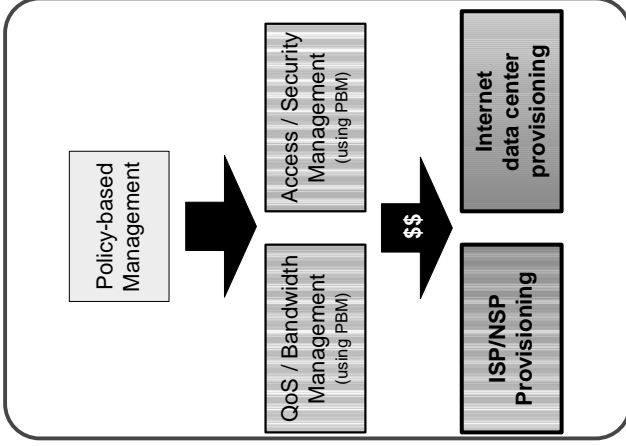 Policy-based
Management
QoS / Bandwidth
Management
(using PBM)
Access / Security
Management
(using PBM)
$$
ISP/NSP
Provisioning
Internet
data center
provisioning